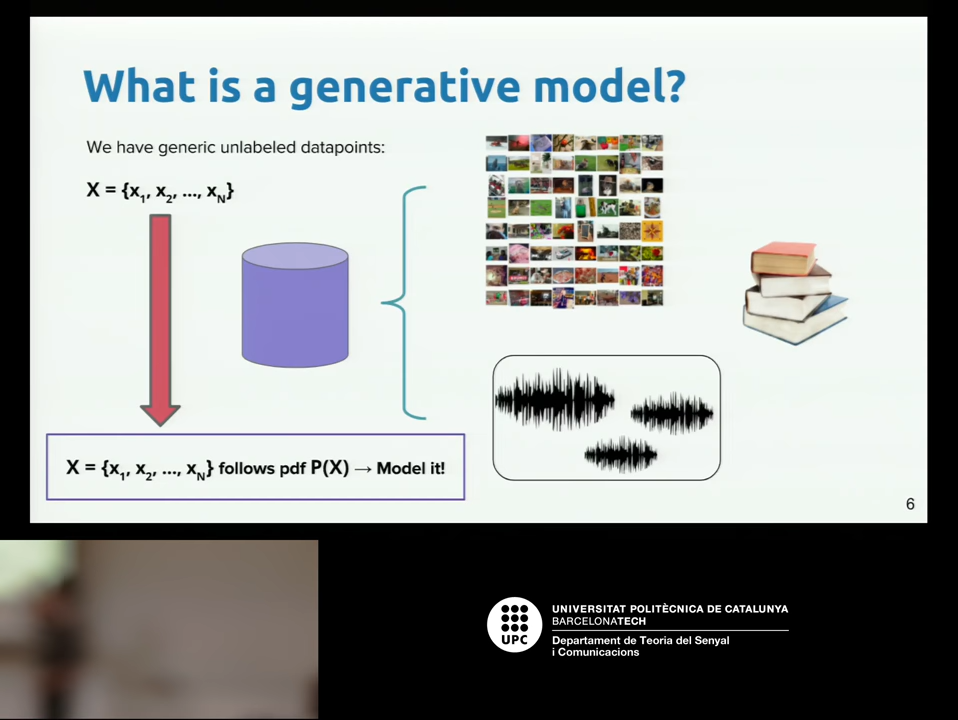 What is a generative model?
We have generic unlabeled datapoints:
X = {x1, x2, ..., xN}
X = {x1, x2, ..., xN} follows pdf P(X) → Model it!
6
UPC
UNIVERSITAT POLITÈCNICA DE CATALUNYA
BARCELONATECH
Departament de Teoria del Senyal
i Comunicacions